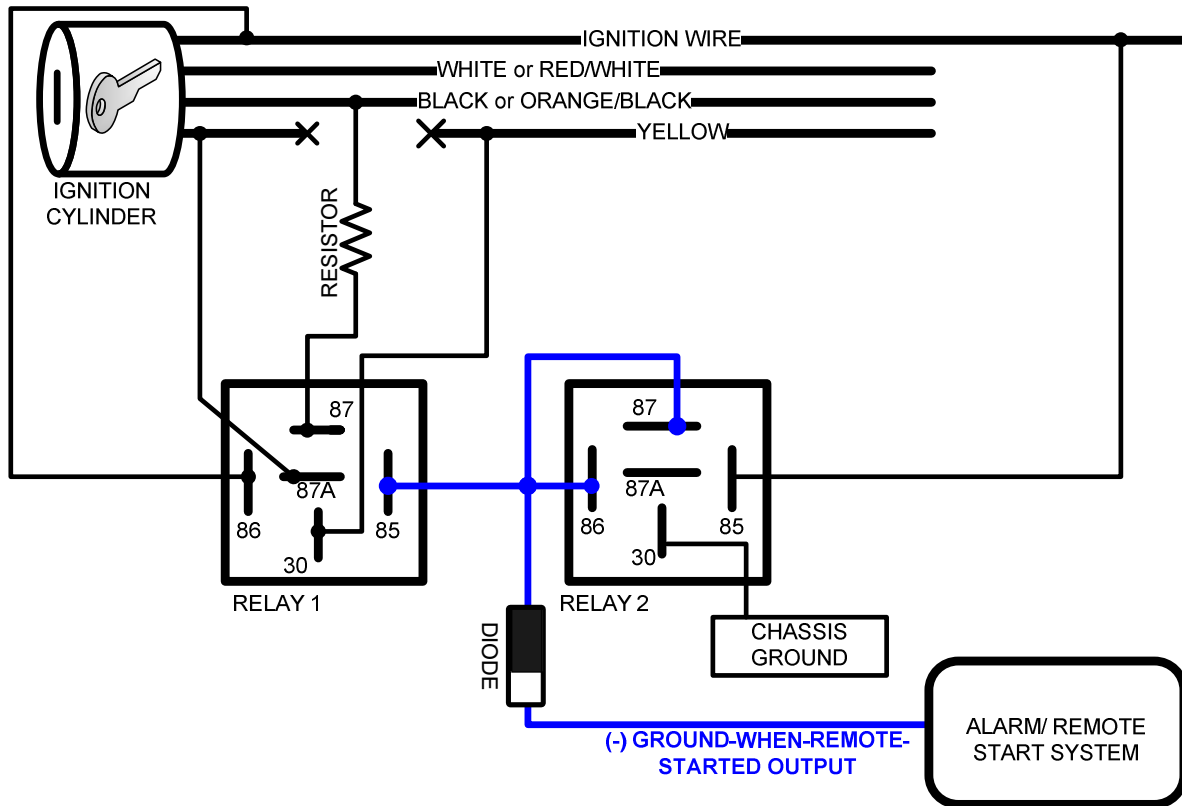 IGNITION WIRE
WHITE or RED/WHITE
BLACK or ORANGE/BLACK
YELLOW
IGNITION
CYLINDER
RESISTOR
87
87A
86
85
30
RELAY 1
87
87A
86
85
30
RELAY 2
DIODE
CHASSIS
GROUND
(-) GROUND-WHEN-REMOTE-
STARTED OUTPUT
ALARM/ REMOTE
START SYSTEM